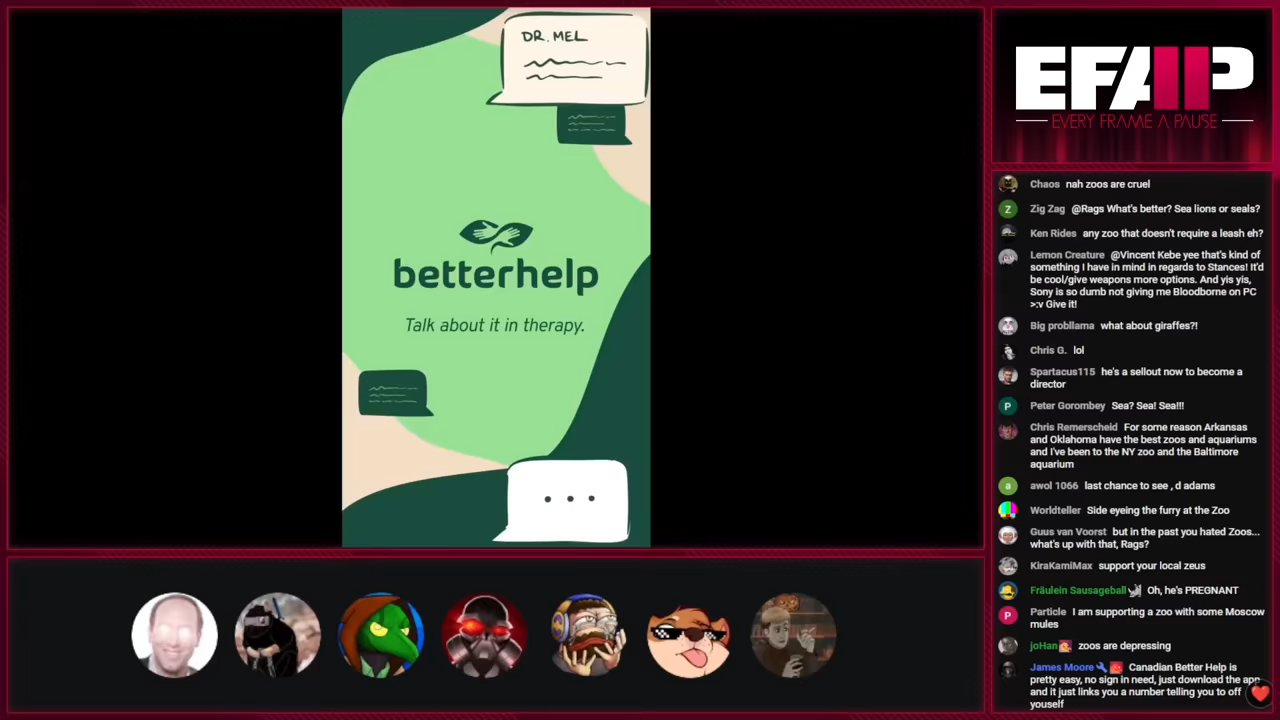 DR. MEL
betterhelp
Talk about it in therapy.
EFAP
EVERY FRAME A PAUSE
Chaos nah zoos are cruel
Z
Zig Zag @Rags What's better? Sea lions or seals?
Ken Rides any zoo that doesn't require a leash eh?
Lemon Creature @Vincent Kebe yee that's kind of
something I have in mind in regards to Stances! It'd
be cool/give weapons more options. And yis yis,
Sony is so dumb not giving me Bloodborne on PC
>:v Give it!
Big probllama what about giraffes?!
Chris G. lol
Spartacus115 he's a sellout now to become a
director
P
Peter Gorombey Sea? Sea! Sea!!!
Chris Remerscheid For some reason Arkansas
and Oklahoma have the best zoos and aquariums
and I've been to the NY zoo and the Baltimore
aquarium
a
awol 1066 last chance to see , d adams
Worldteller Side eyeing the furry at the Zoo
Guus van Voorst but in the past you hated Zoos...
what's up with that, Rags?
KiraKamiMax support your local zeus
Fräulein Sausageball Oh, he's PREGNANT
P
Particle I am supporting a zoo with some Moscow
mules
joHan zoos are depressing
James Moore Canadian Better Help is
pretty easy, no sign in need, just download the app
and it just links you a number telling you to off
youself